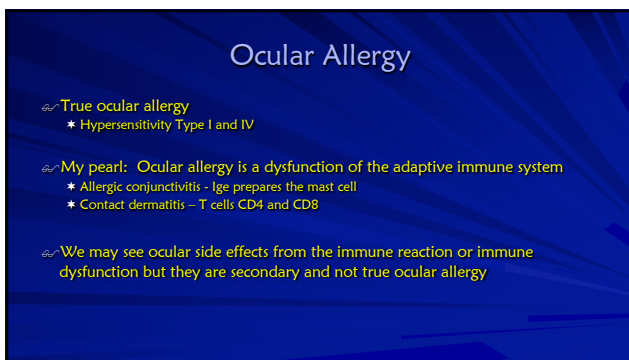 Ocular Allergy
True ocular allergy
Hypersensitivity Type I and IV
My pearl: Ocular allergy is a dysfunction of the adaptive immune system
Allergic conjunctivitis - Ige prepares the mast cell
Contact dermatitis – T cells CD4 and CD8
We may see ocular side effects from the immune reaction or immune
dysfunction but they are secondary and not true ocular allergy